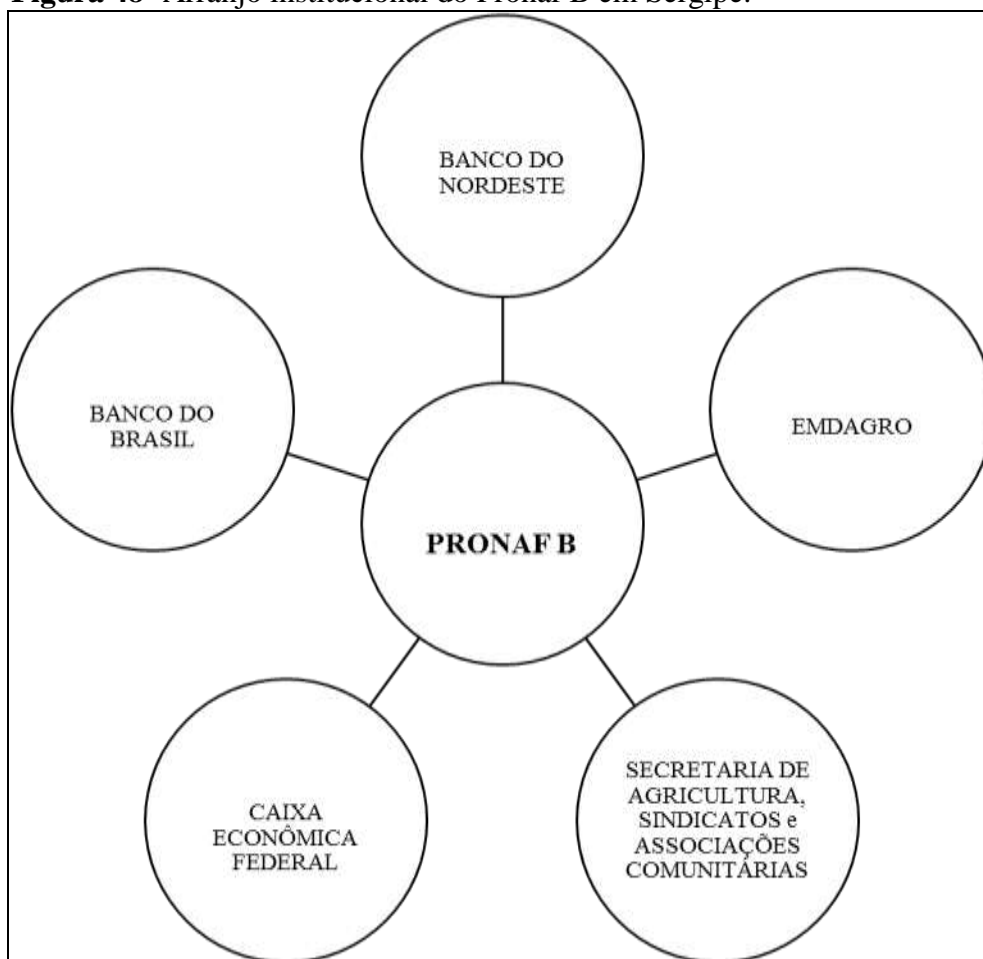 Figura 48- Arranjo institucional do Pronaf B em Sergipe.
BANCO DO
NORDESTE
BANCO DO
BRASIL
EMDAGRO
PRONAF B
CAIXA
ECONÔMICA
FEDERAL
SECRETARIA DE
AGRICULTURA,
SINDICATOS e
ASSOCIAÇÕES
COMUNITÁRIAS